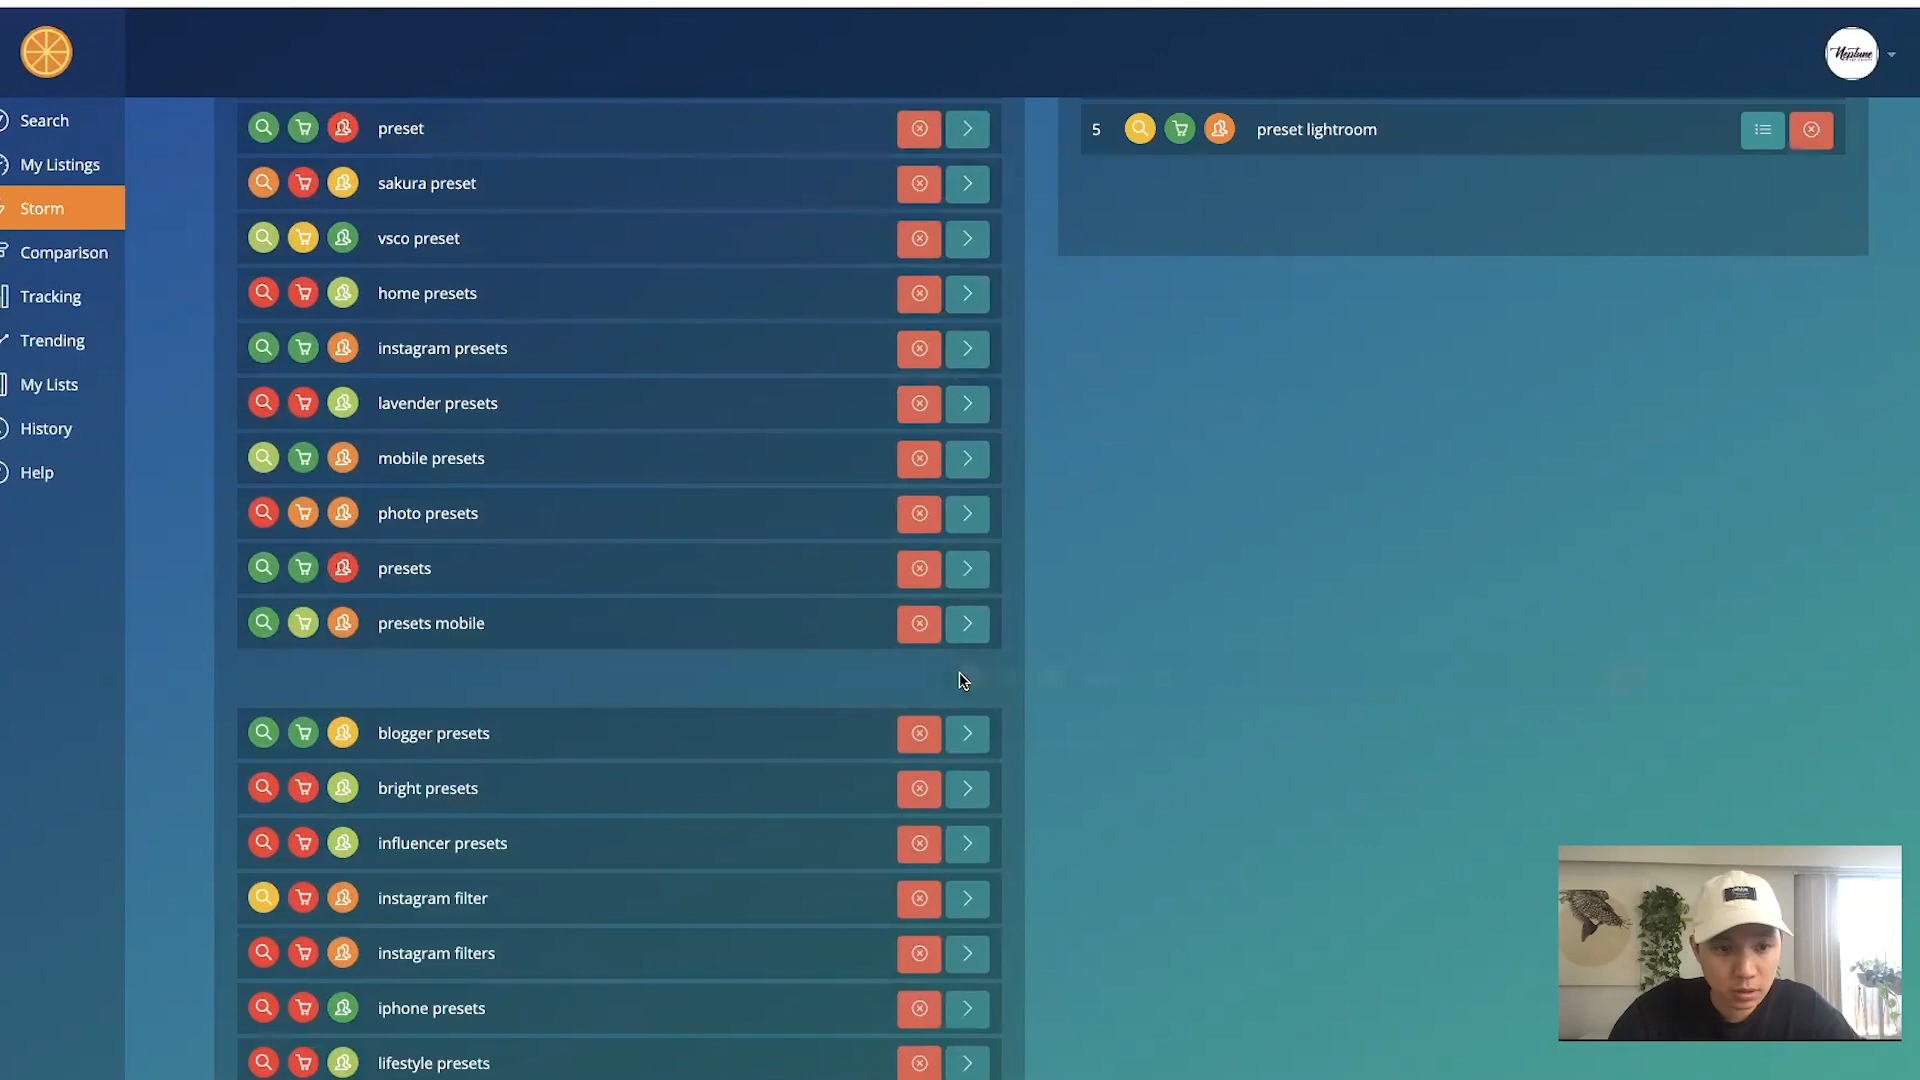 Neptune
Search
My Listings
Storm
Comparison
Tracking
Trending
My Lists
History
Help
preset
sakura preset
vsco preset
home presets
instagram presets
lavender presets
mobile presets
photo presets
presets
presets mobile
blogger presets
bright presets
influencer presets
instagram filter
instagram filters
iphone presets
lifestyle presets
5 preset lightroom